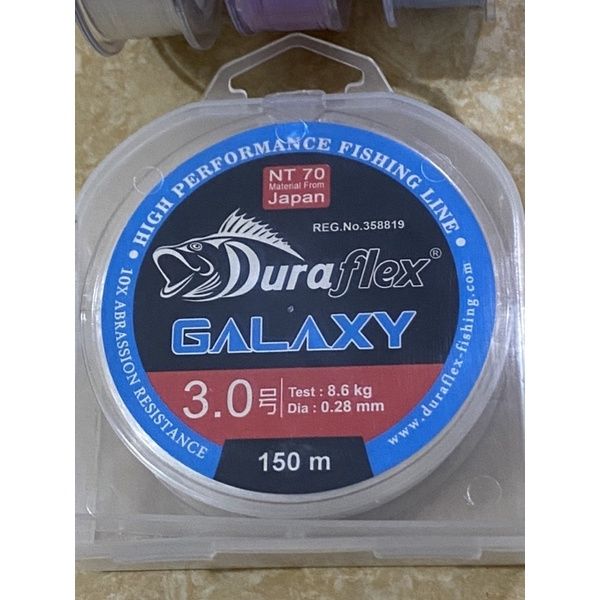 HIGH PERFORMANCE FISHING LINE
NT 70
Material From
Japan
REG.No.358819
Duraflex®
GALAXY
3.0号
Test : 8.6 kg
Dia : 0.28 mm
150 m
10X ABRASSION RESISTANCE
www.duraflex-fishing.com